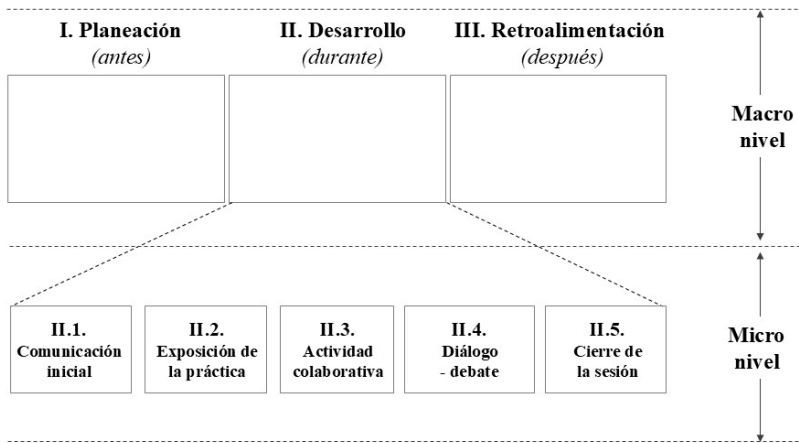 I. Planeación
(antes)
II. Desarrollo
(durante)
III. Retroalimentación
(después)
Macro
nivel
II.1.
Comunicación
inicial
II.2.
Exposición de
la práctica
II.3.
Actividad
colaborativa
II.4.
Diálogo
- debate
II.5.
Cierre de
la sesión
Micro
nivel